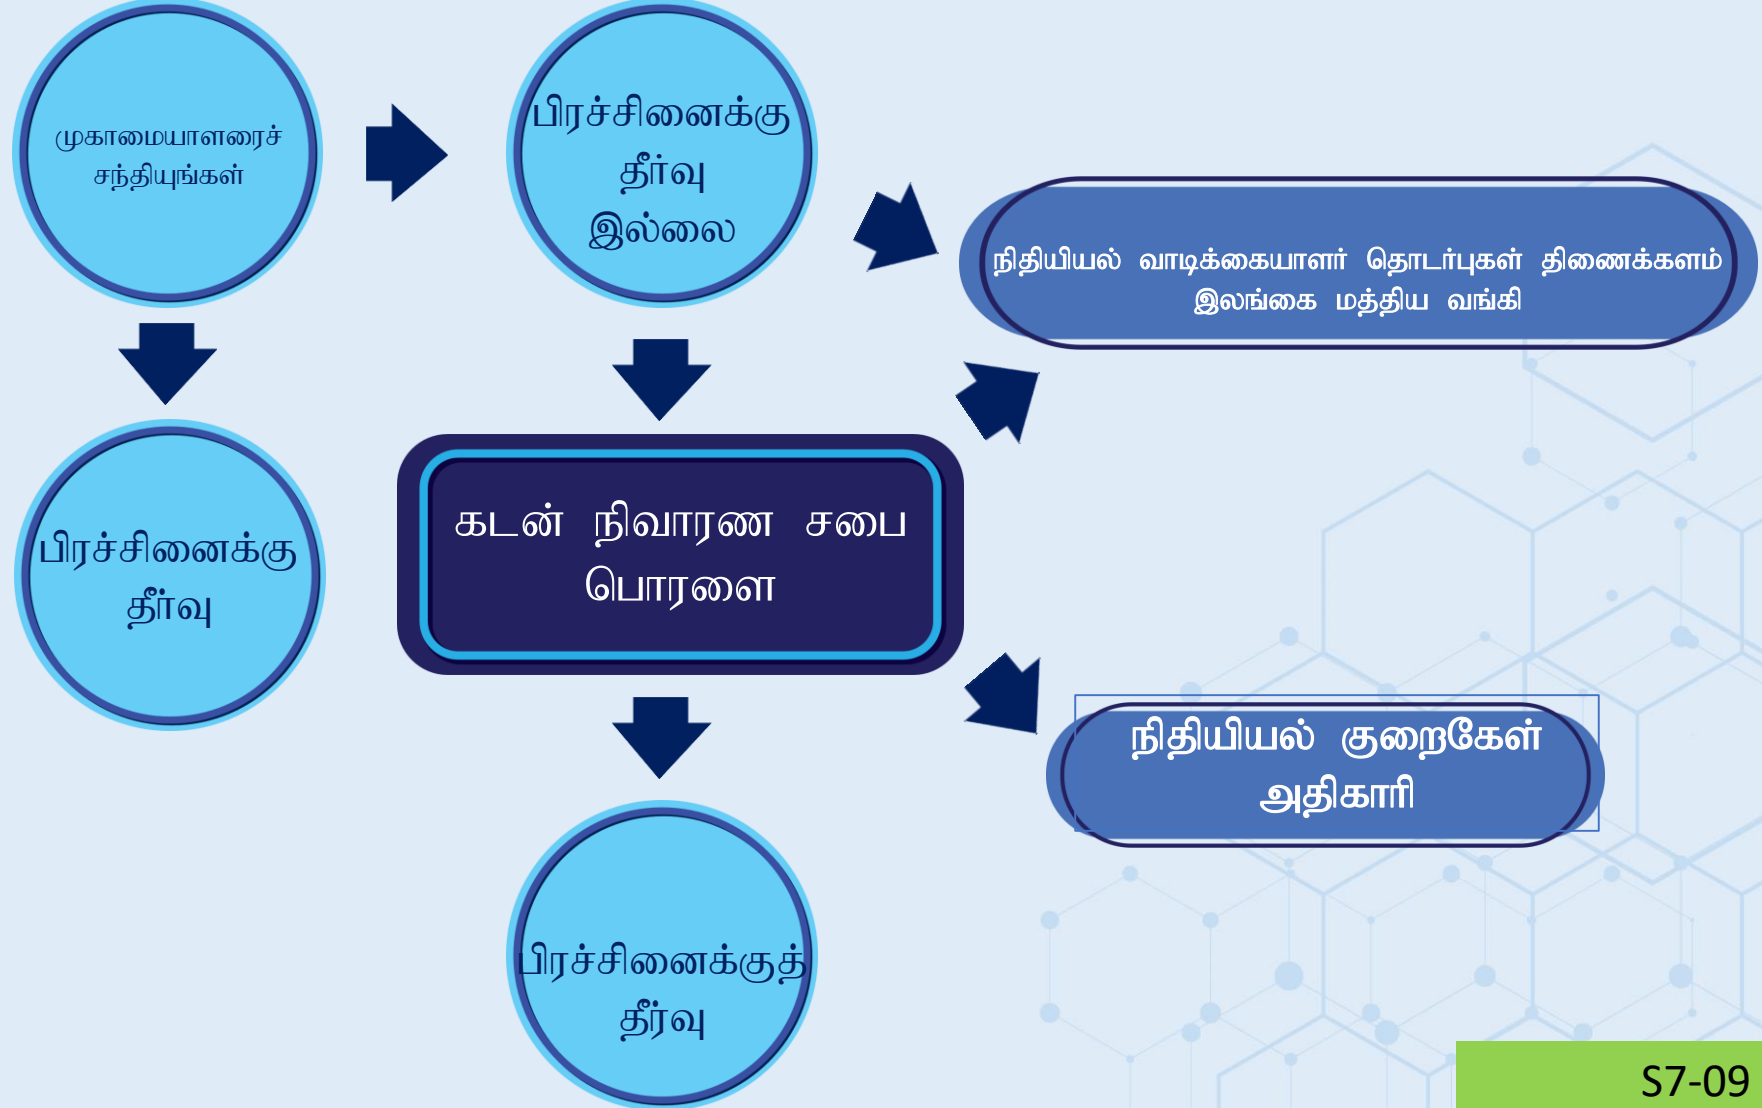 முகாமையாளரைச்
சந்தியுங்கள்
பிரச்சினைக்கு
தீர்வு
இல்லை
நிதியியல் வாடிக்கையாளர் தொடர்புகள் திணைக்களம்
இலங்கை மத்திய வங்கி
பிரச்சினைக்கு
தீர்வு
கடன் நிவாரண சபை
பொரளை
நிதியியல் குறைகேள்
அதிகாரி
பிரச்சினைக்குத்
தீர்வு
S7-09